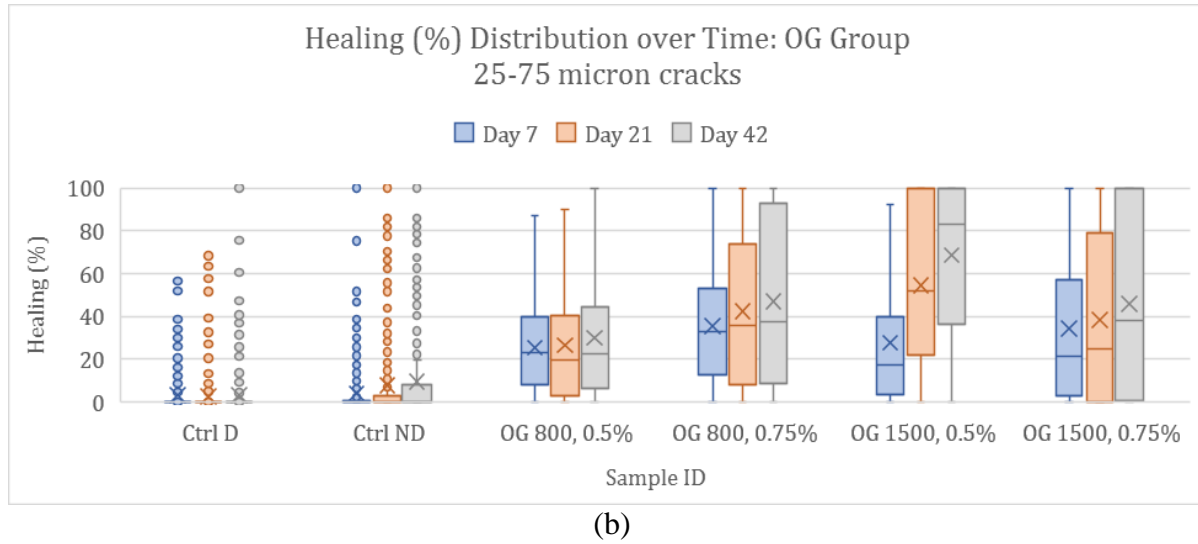 Healing (%) Distribution over Time: OG Group
25-75 micron cracks
Day 7 Day 21 Day 42
Healing (%)
100
80
60
40
20
0
Ctrl D Ctrl ND OG 800, 0.5% OG 800, 0.75% OG 1500, 0.5% OG 1500, 0.75%
Sample ID
(b)